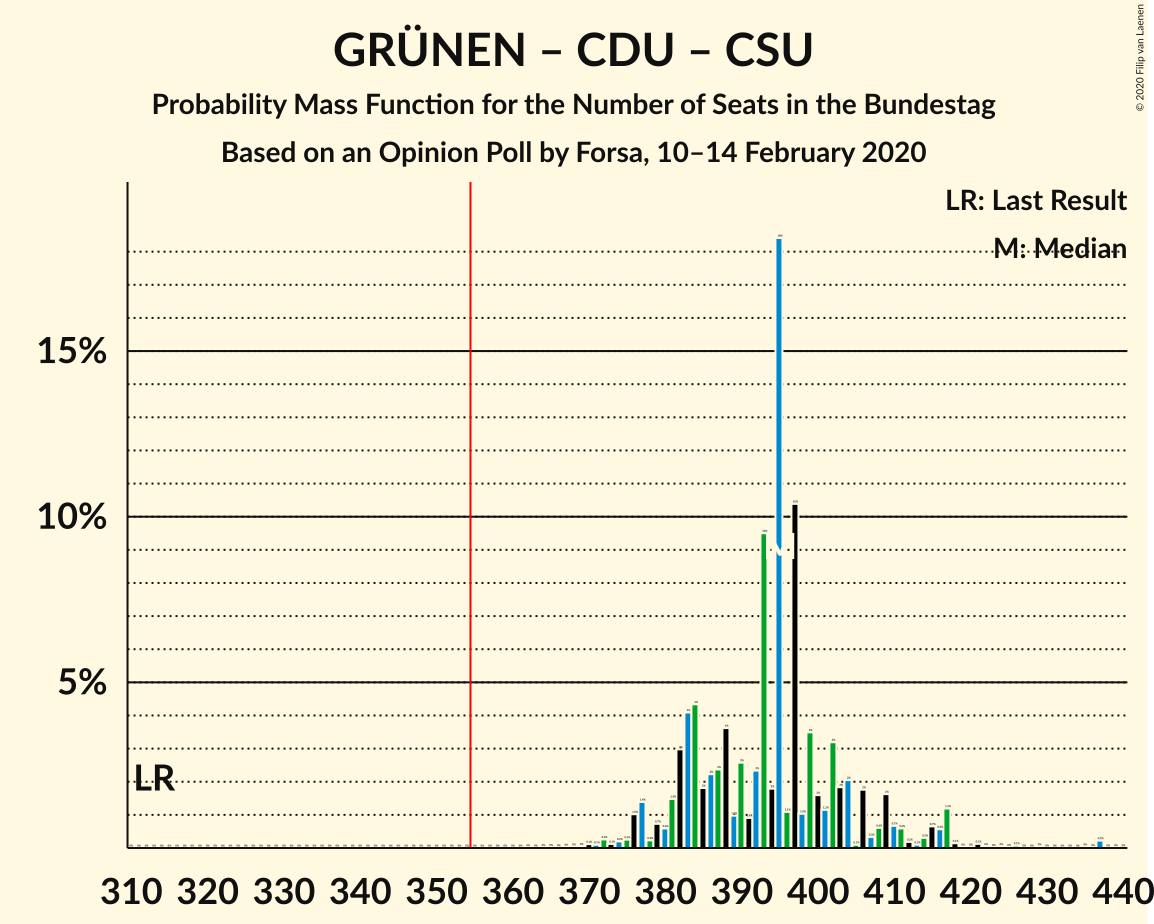 GRÜNEN – CDU – CSU
Probability Mass Function for the Number of Seats in the Bundestag
Based on an Opinion Poll by Forsa, 10–14 February 2020
© 2020 Filip van Laenen
LR: Last Result
M: Median
15%
10%
5%
LR
M
310 320 330 340 350 360 370 380 390 400 410 420 430 440